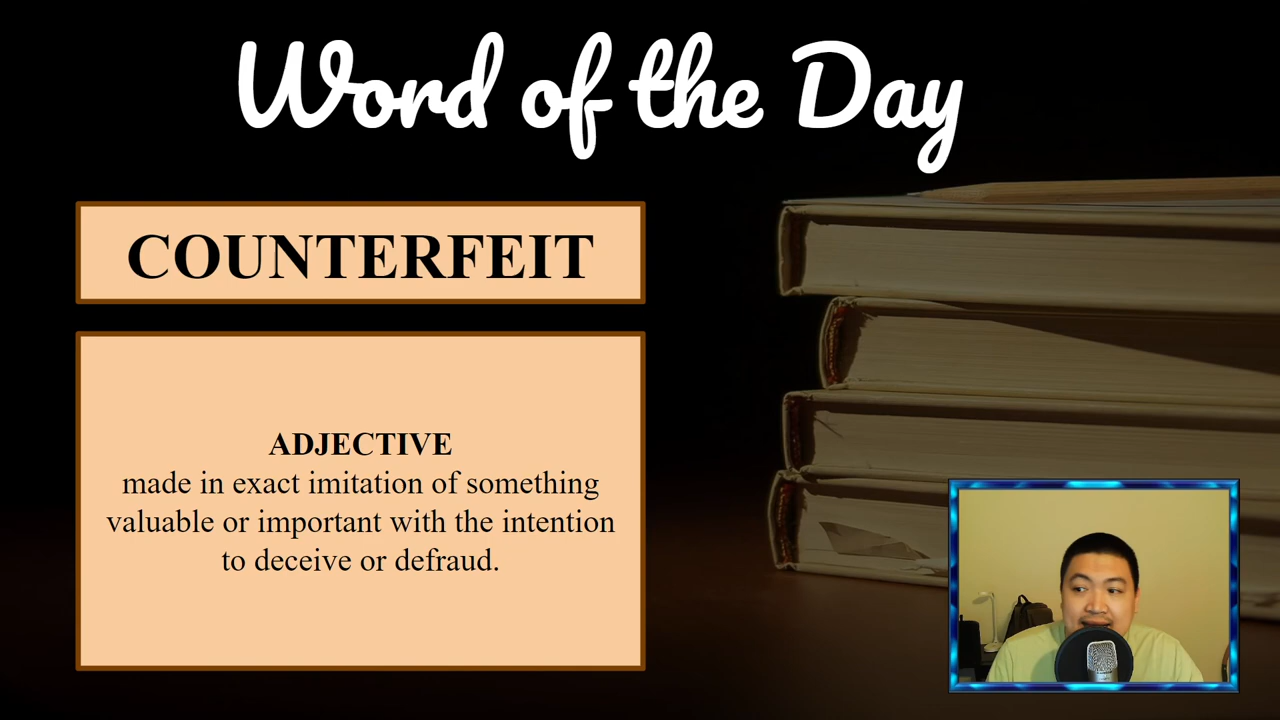 Word of the Day
COUNTERFEIT
ADJECTIVE
made in exact imitation of something
valuable or important with the intention
to deceive or defraud.